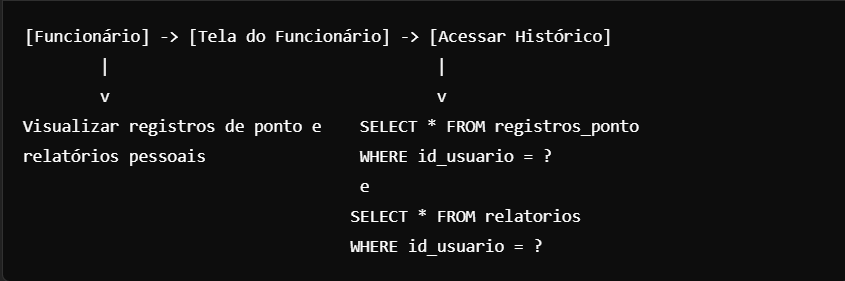 [Funcionário] -> [Tela do Funcionário] -> [Acessar Histórico]
| |
v v
Visualizar registros de ponto e SELECT * FROM registros_ponto
relatórios pessoais WHERE id_usuario = ?
e
SELECT * FROM relatorios
WHERE id_usuario = ?